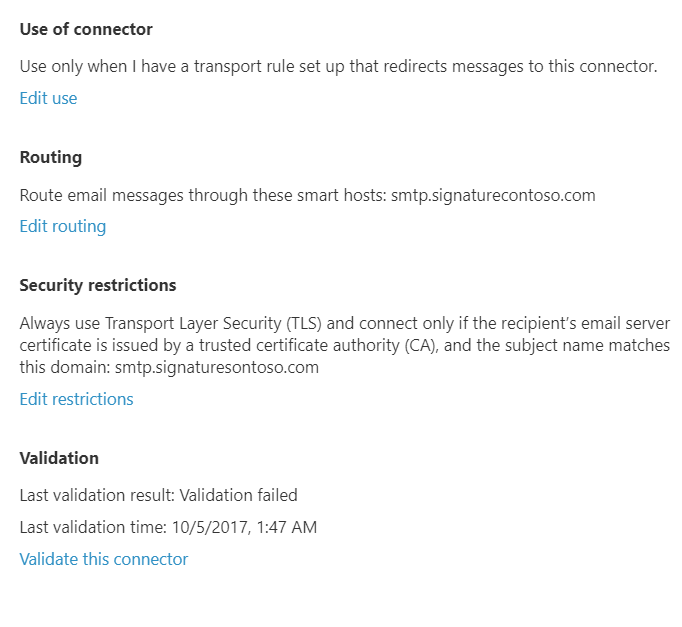 Use of connector
Use only when I have a transport rule set up that redirects messages to this connector.
Edit use
Routing
Route email messages through these smart hosts: smtp.signaturecontoso.com
Edit routing
Security restrictions
Always use Transport Layer Security (TLS) and connect only if the recipient's email server
certificate is issued by a trusted certificate authority (CA), and the subject name matches
this domain: smtp.signaturesontoso.com
Edit restrictions
Validation
Last validation result: Validation failed
Last validation time: 10/5/2017, 1:47 AM
Validate this connector